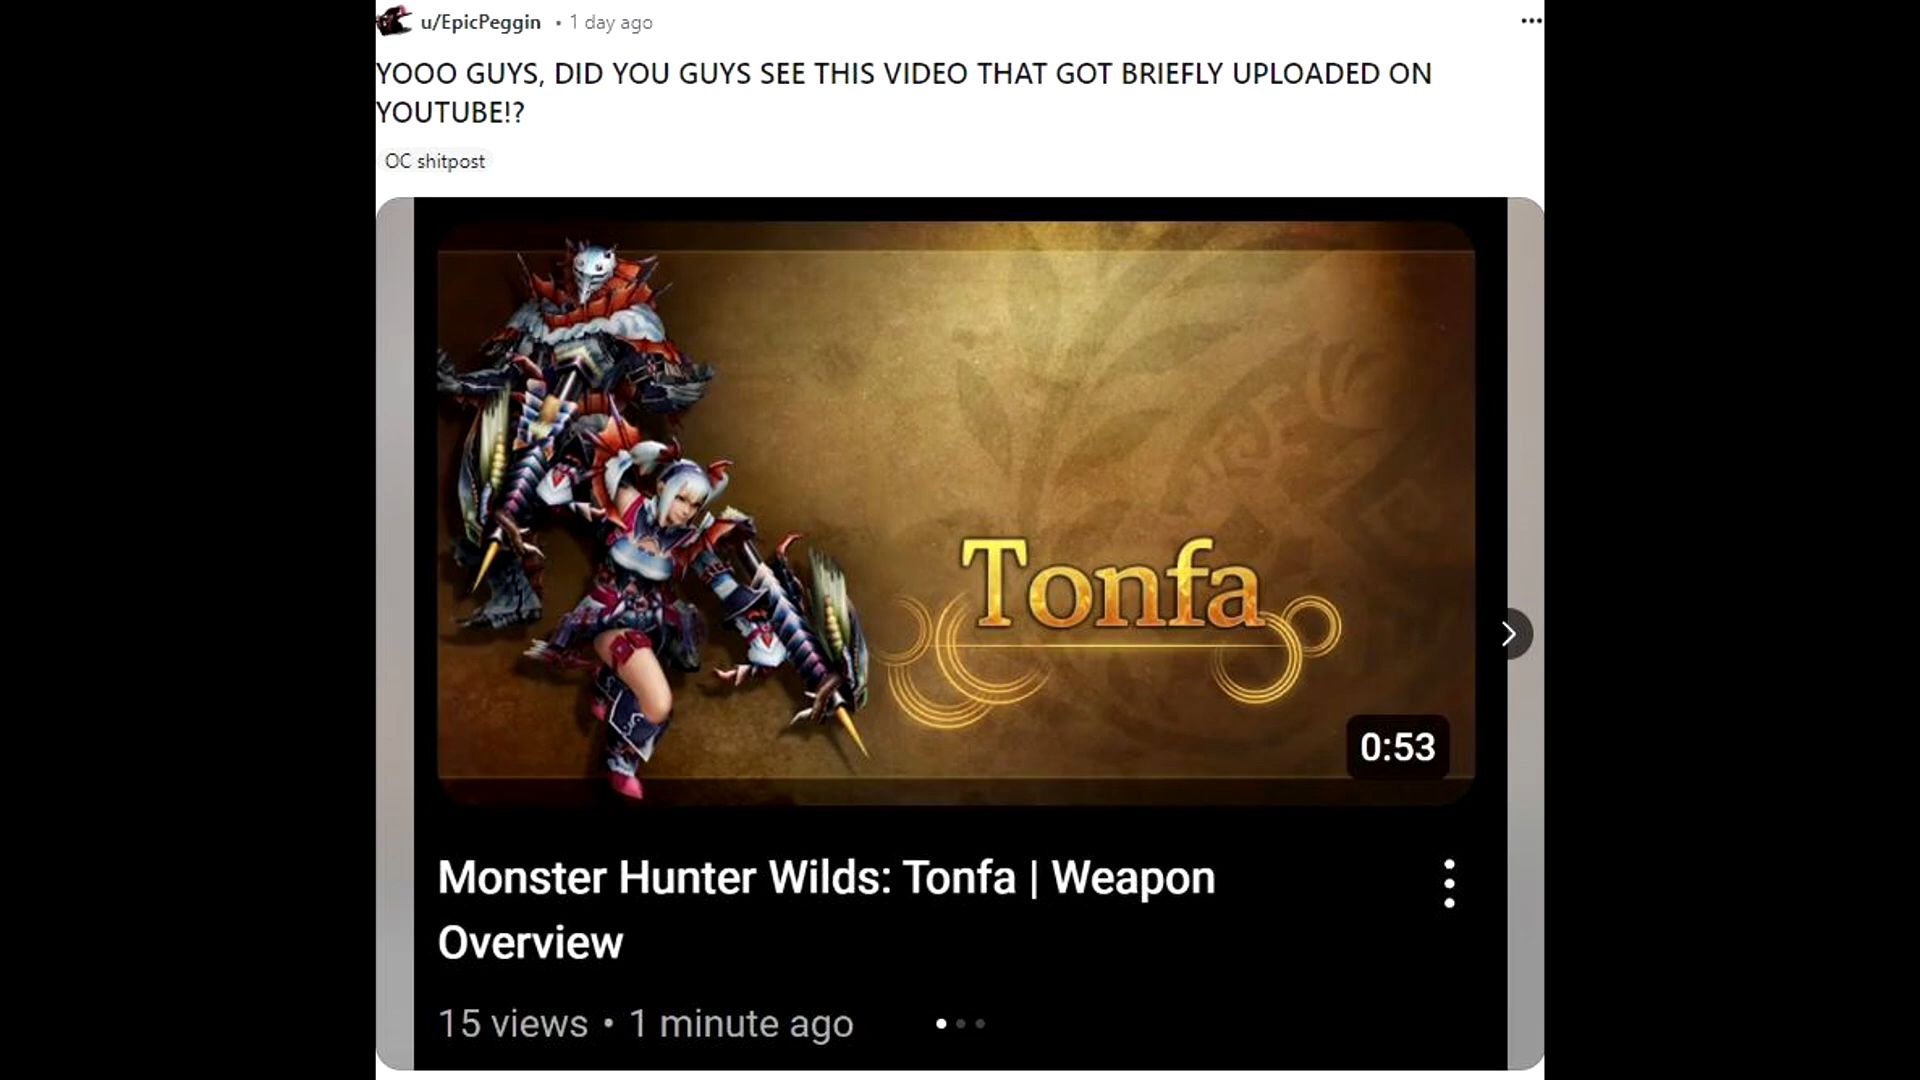 u/EpicPeggin • 1 day ago
YOOO GUYS, DID YOU GUYS SEE THIS VIDEO THAT GOT BRIEFLY UPLOADED ON
YOUTUBE!?
OC shitpost
Tonfa
0:53
Monster Hunter Wilds: Tonfa | Weapon
Overview
15 views • 1 minute ago